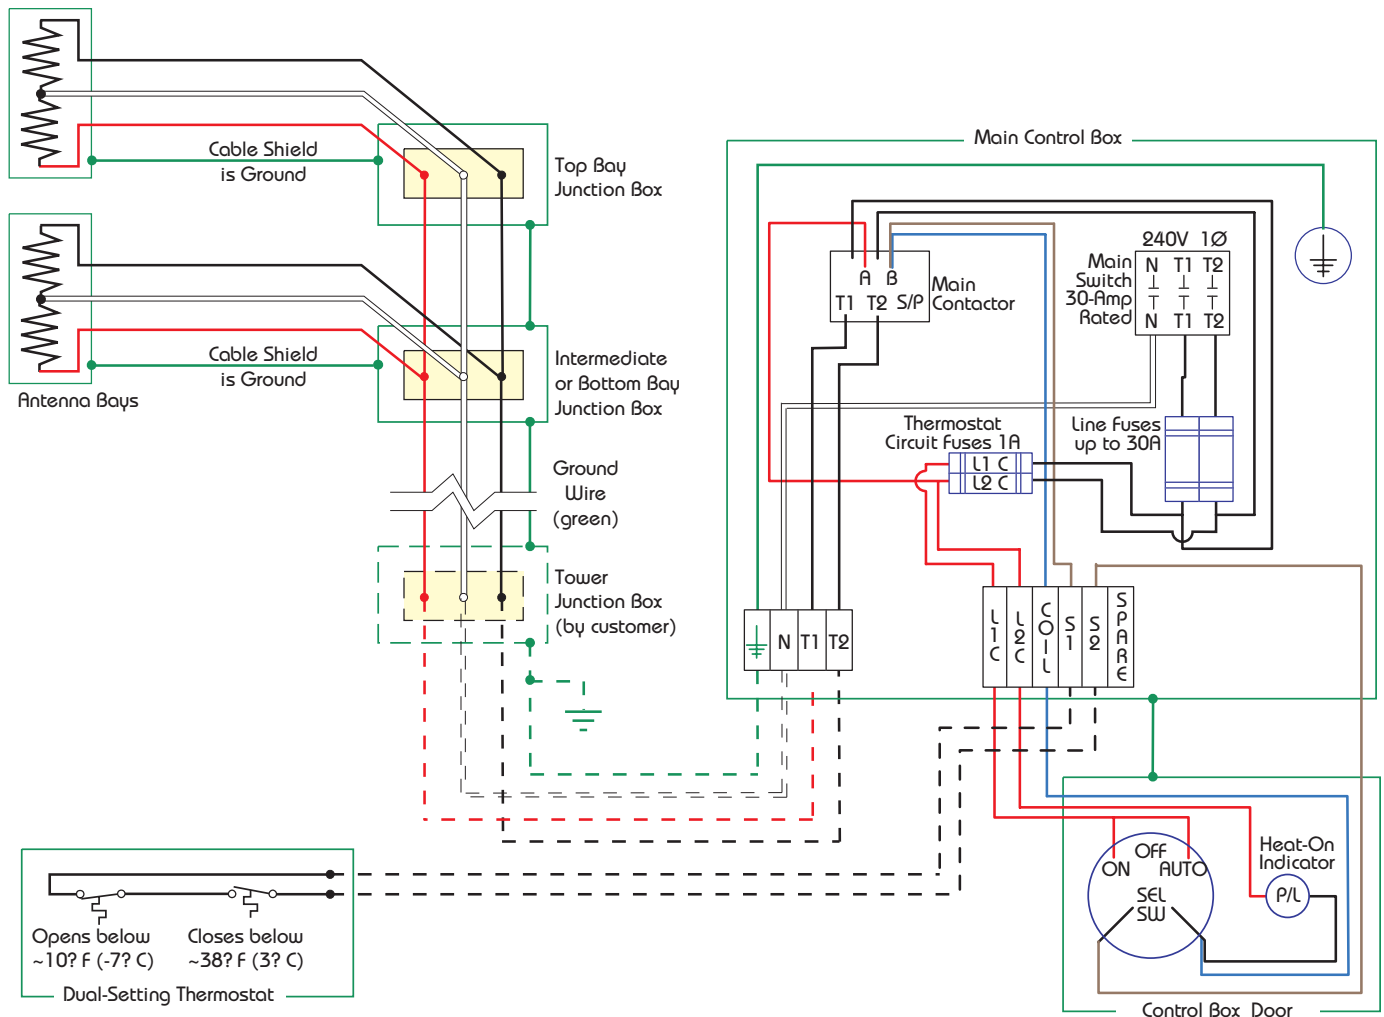 Cable Shield
is Ground
Top Bay
Junction Box
Cable Shield
is Ground
Antenna Bays
Intermediate
or Bottom Bay
Junction Box
Ground
Wire
(green)
Tower
Junction Box
(by customer)
Main Control Box
240V 1Ø
Main
Switch
30-Amp
Rated
N T1 T2
N T1 T2
A B
T1 T2 S/P
Main
Contactor
Thermostat
Circuit Fuses 1A
L1 C
L2 C
Line Fuses
up to 30A
N T1 T2
L1C
L2C
COIL
S1
S2
SPARE
OFF
ON AUTO
SEL
SW
Heat-On
Indicator
P/L
Control Box Door
Opens below
~10? F (-7? C)
Closes below
~38? F (3? C)
Dual-Setting Thermostat